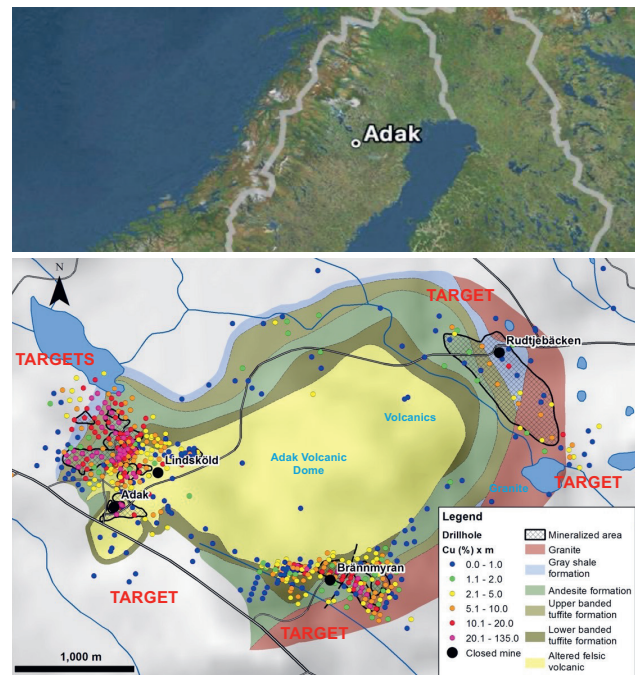 Adak
N
TARGET
Rudtjebäcken
TARGETS
Volcanics
Lindsköld
Adak Volcanic
Dome
Adak
Granite
TARGET
Brännmyran
TARGET
TARGET
1,000 m
Legend
Drillhole
Cu (%) x m
0.0 - 1.0
1.1 - 2.0
2.1 - 5.0
5.1 - 10.0
10.1 - 20.0
20.1 - 135.0
Closed mine
Mineralized area
Granite
Gray shale
formation
Andesite formation
Upper banded
tuffite formation
Lower banded
tuffite formation
Altered felsic
volcanic